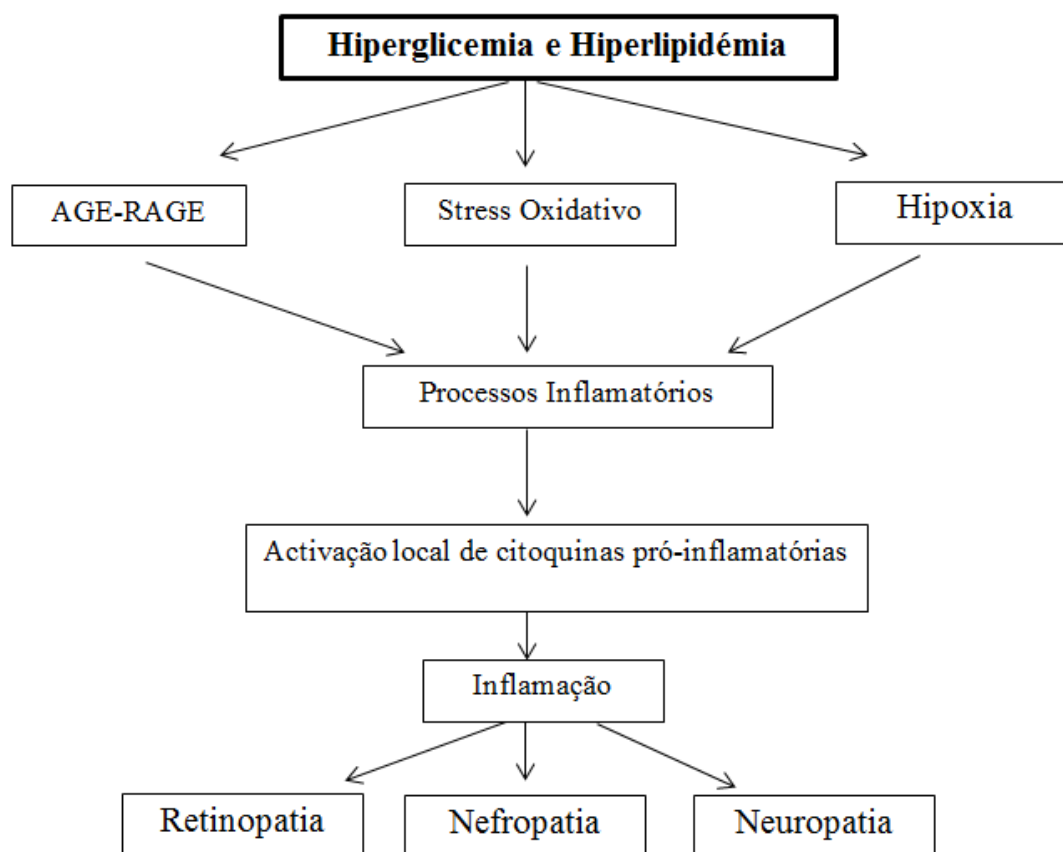 Hiperglicemia e Hiperlipidémia
AGE-RAGE
Stress Oxidativo
Hipoxia
Processos Inflamatórios
Activação local de citoquinas pró-inflamatórias
Inflamação
Retinopatia
Nefropatia
Neuropatia